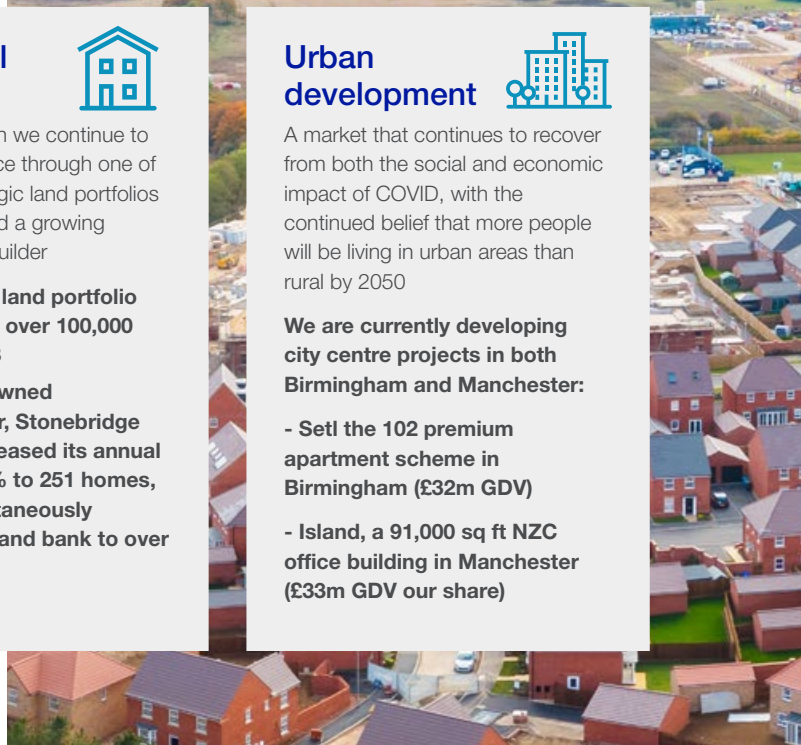 l
n we continue to
ce through one of
gic land portfolios
d a growing
uilder
land portfolio
over 100,000
wned
r, Stonebridge
eased its annual
% to 251 homes,
taneously
and bank to over
Urban
development
A market that continues to recover
from both the social and economic
impact of COVID, with the
continued belief that more people
will be living in urban areas than
rural by 2050
We are currently developing
city centre projects in both
Birmingham and Manchester:
- Setl the 102 premium
apartment scheme in
Birmingham (£32m GDV)
- Island, a 91,000 sq ft NZC
office building in Manchester
(£33m GDV our share)